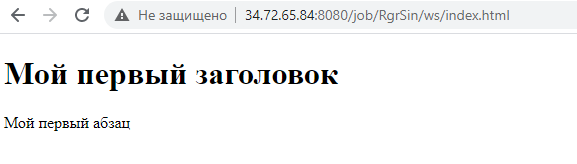 Не защищено 34.72.65.84:8080/job/RgrSin/ws/index.html
Мой первый заголовок
Мой первый абзац